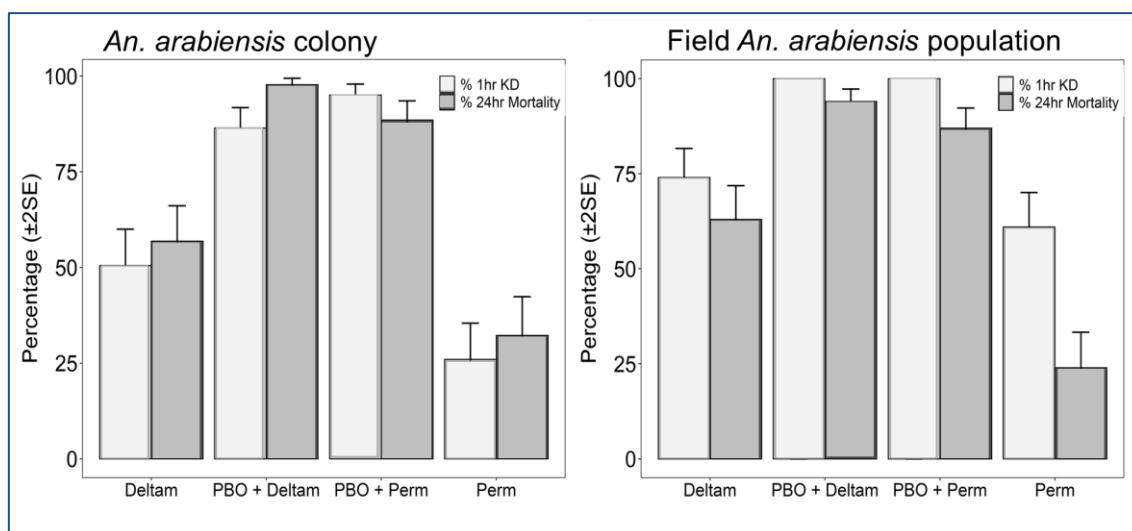 An. arabiensis colony
% 1hr KD
% 24hr Mortality
Percentage (±2SE)
100
75
50
25
0
Deltam PBO + Deltam PBO + Perm Perm
Field An. arabiensis population
% 1hr KD
% 24hr Mortality
Percentage (±2SE)
100
75
50
25
0
Deltam PBO + Deltam PBO + Perm Perm